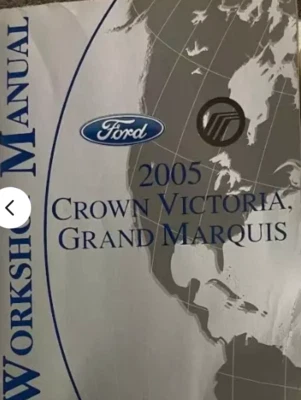 WORKSHOP MANUAL
Ford
2005
CROWN VICTORIA,
GRAND MARQUIS